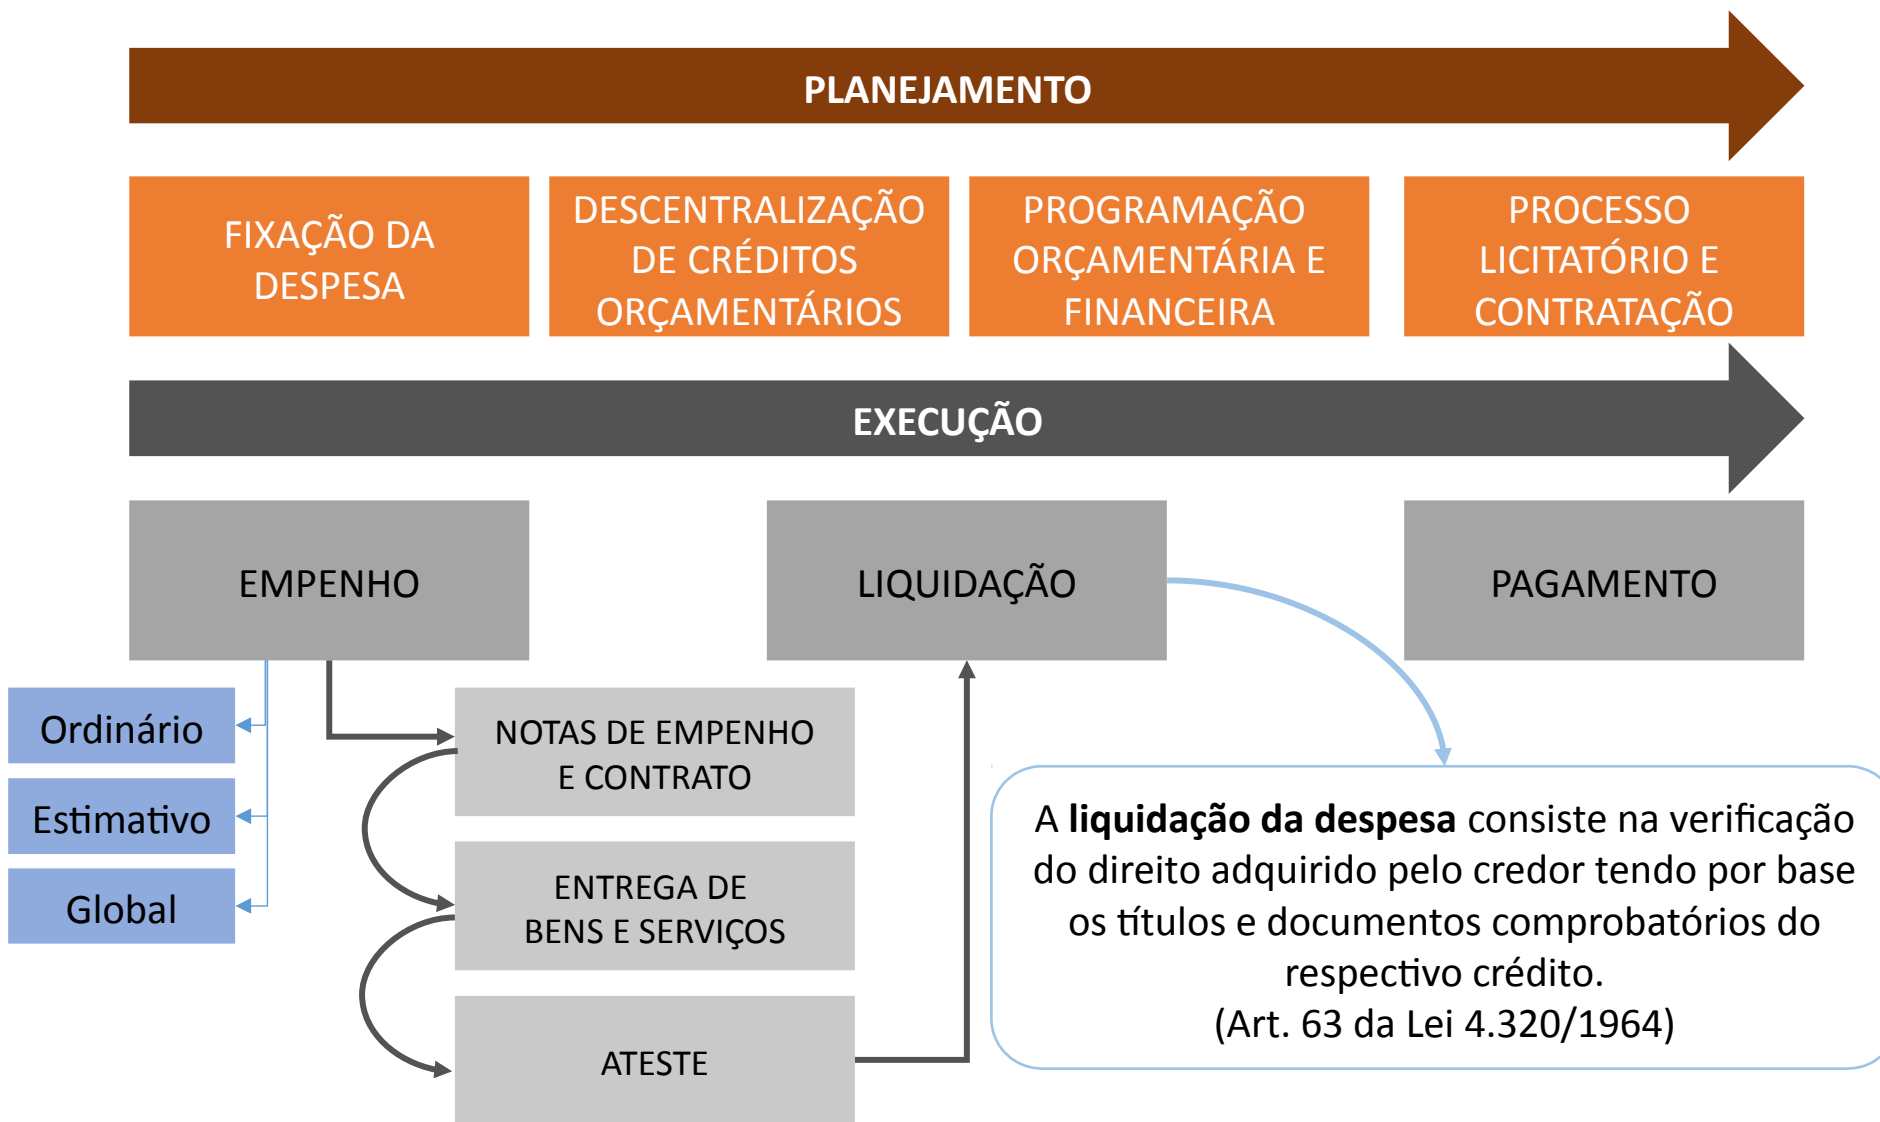 PLANEJAMENTO
FIXAÇÃO DA
DESPESA
DESCENTRALIZAÇÃO
DE CRÉDITOS
ORÇAMENTÁRIOS
PROGRAMAÇÃO
ORÇAMENTÁRIA E
FINANCEIRA
PROCESSO
LICITATÓRIO E
CONTRATAÇÃO
EXECUÇÃO
EMPENHO
LIQUIDAÇÃO
PAGAMENTO
Ordinário
Estimativo
Global
NOTAS DE EMPENHO
E CONTRATO
ENTREGA DE
BENS E SERVIÇOS
ATESTE
A liquidação da despesa consiste na verificação
do direito adquirido pelo credor tendo por base
os títulos e documentos comprobatórios do
respectivo crédito.
(Art. 63 da Lei 4.320/1964)